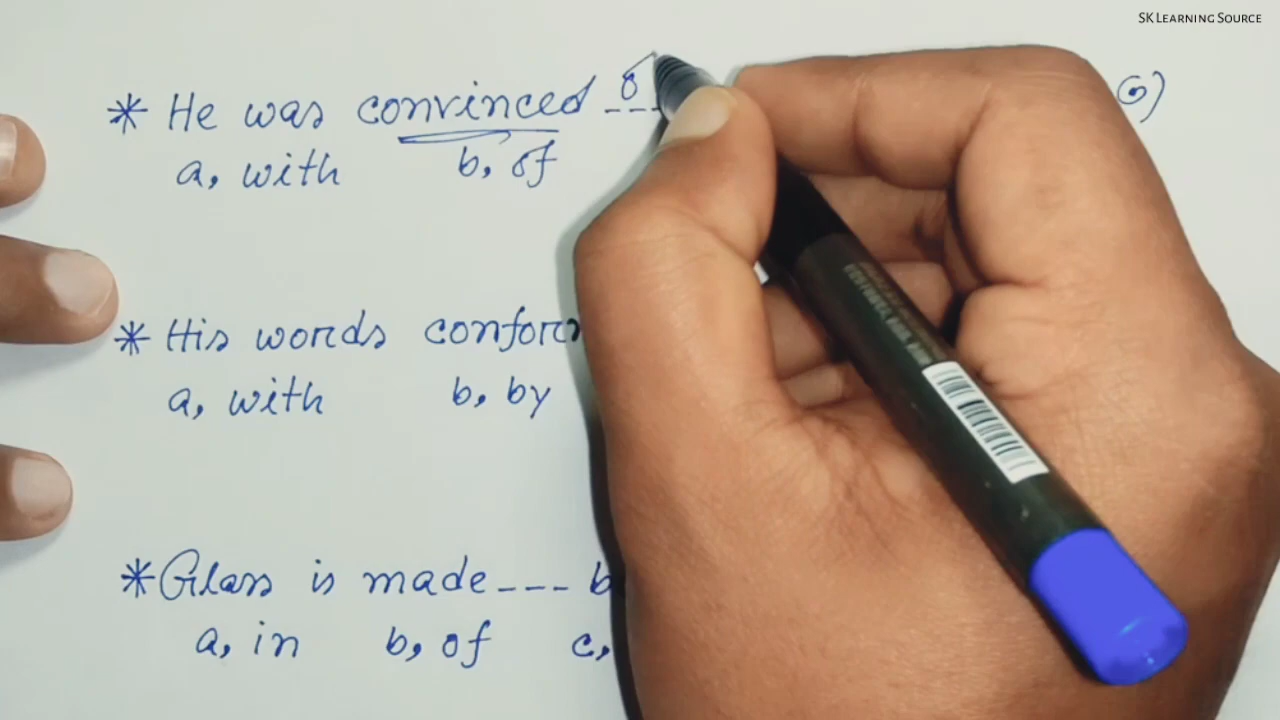 SK LEARNING SOURCE
* He was convinced o
a, with b, of
* His words confor
a, with b, by
* Glass is made --- b
a, in b, of c,